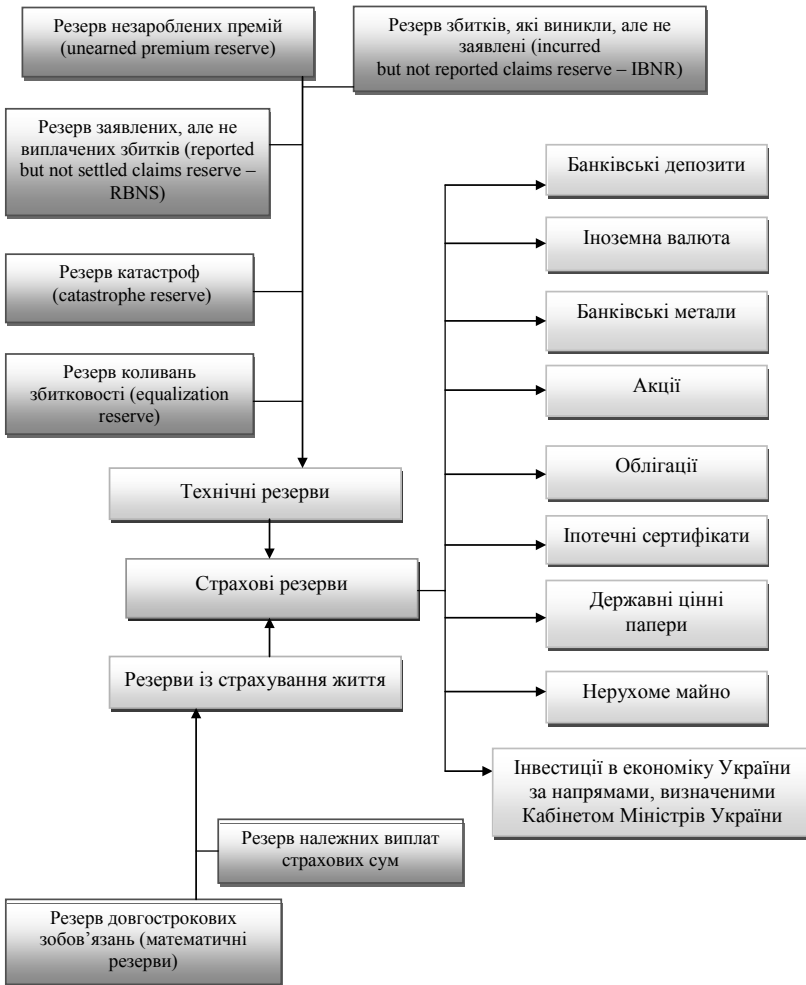 Резерв незароблених премій
(unearned premium reserve)
Резерв збитків, які виникли, але не
заявлені (incurred
but not reported claims reserve – IBNR)
Резерв заявлених, але не
виплачених збитків (reported
but not settled claims reserve –
RBNS)
Резерв катастроф
(catastrophe reserve)
Резерв коливань
збитковості (equalization
reserve)
Технічні резерви
Страхові резерви
Резерви із страхування життя
Резерв належних виплат
страхових сум
Резерв довгострокових
зобов’язань (математичні
резерви)
Банківські депозити
Іноземна валюта
Банківські метали
Акції
Облігації
Іпотечні сертифікати
Державні цінні
папери
Нерухоме майно
Інвестиції в економіку України
за напрямами, визначеними
Кабінетом Міністрів України